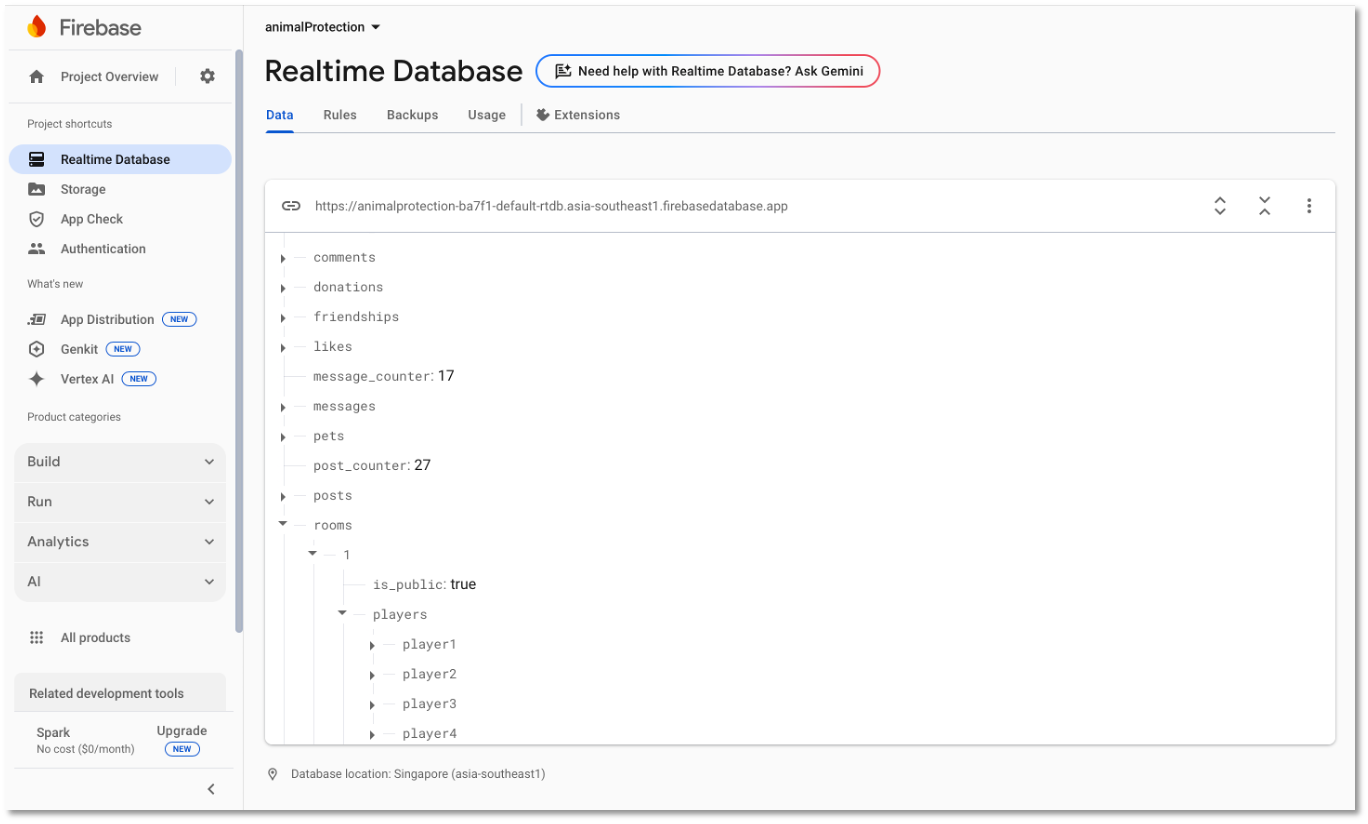 Firebase
Project Overview
Project shortcuts
Realtime Database
Storage
App Check
Authentication
What's new
App Distribution NEW
Genkit NEW
Vertex AI NEW
Product categories
Build
Run
Analytics
AI
All products
Related development tools
Spark
No cost ($0/month)
Upgrade
NEW
animalProtection
Realtime Database
Need help with Realtime Database? Ask Gemini
Data Rules Backups Usage Extensions
https://animalprotection-ba7f1-default-rtdb.asia-southeast1.firebasedatabase.app
comments
donations
friendships
likes
message_counter: 17
messages
pets
post_counter: 27
posts
rooms
1
is_public: true
players
player1
player2
player3
player4
Database location: Singapore (asia-southeast1)